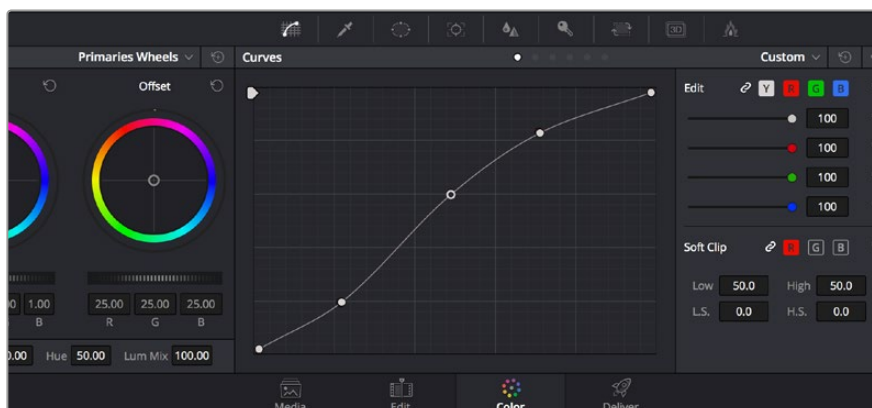 Primaries Wheels
Curves
Custom
Offset
Edit
Y R G B
100
100
100
100
Soft Clip
R G B
Low 50.0 High 50.0
L.S. 0.0 H.S. 0.0
1.00 25.00 25.00 25.00
B R G B
Hue 50.00 Lum Mix 100.00
3D
Media Edit Color Deliver